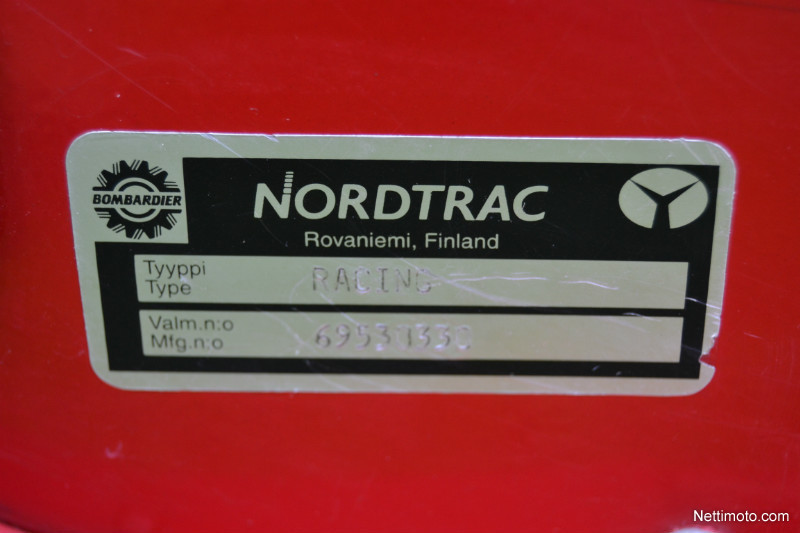 BOMBARDIER
NORDTRAC
Rovaniemi, Finland
Tyyppi
Type
RACING
Valm.n:o
Mfg.n:o
Nettimoto.com